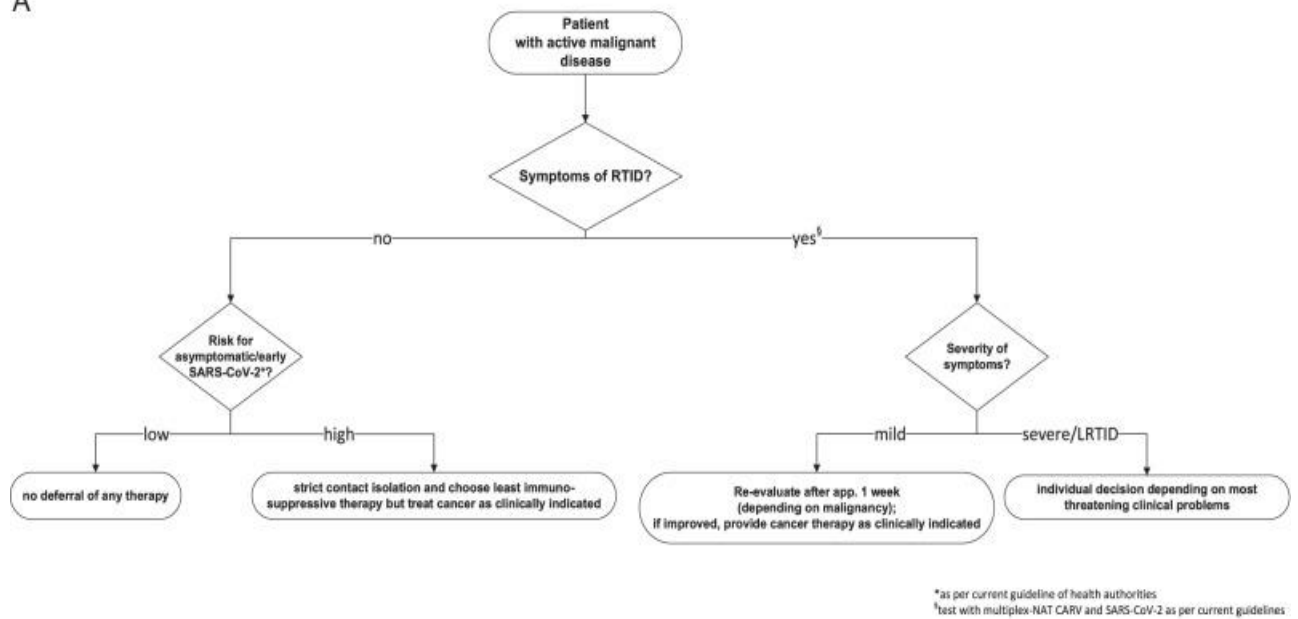 A
Patient
with active malignant
disease
Symptoms of RTID?
no
yes§
Risk for
asymptomatic/early
SARS-CoV-2*?
Severity of
symptoms?
low
high
mild
severe/LRTID
no deferral of any therapy
strict contact isolation and choose least immuno-
suppressive therapy but treat cancer as clinically indicated
Re-evaluate after app. 1 week
(depending on malignancy);
if improved, provide cancer therapy as clinically indicated
individual decision depending on most
threatening clinical problems
*as per current guideline of health authorities
§test with multiplex-NAT CARV and SARS-CoV-2 as per current guidelines